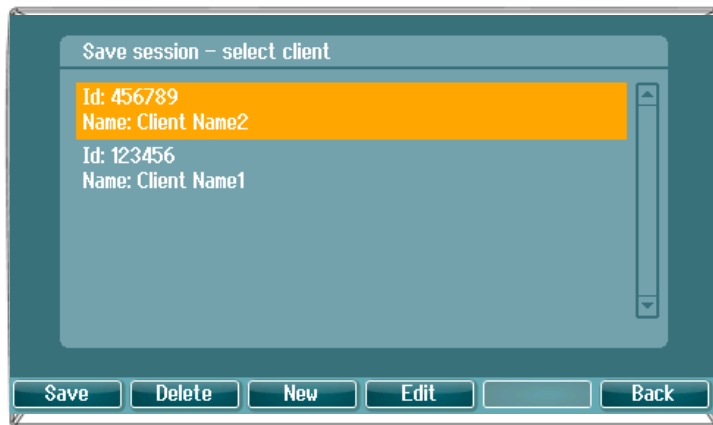 Save session – select client
Id: 456789
Name: Client Name2
Id: 123456
Name: Client Name1
Save Delete New Edit Back